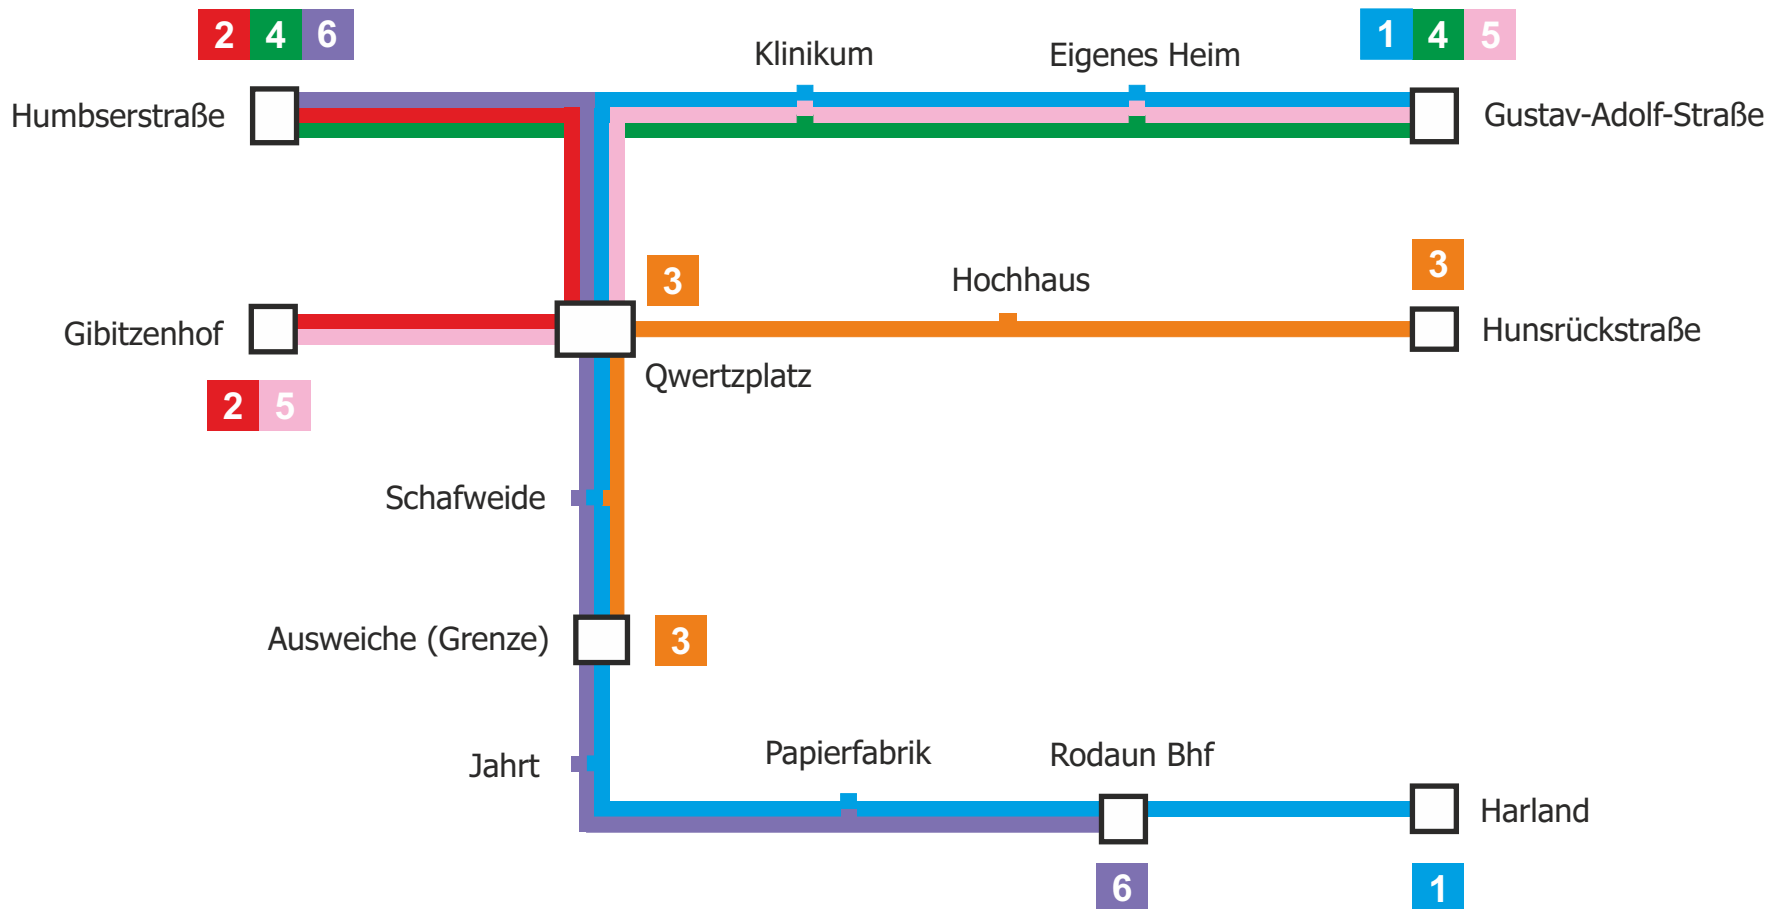 2 4 6
1 4 5
Klinikum
Eigenes Heim
Humbserstraße
Gustav-Adolf-Straße
3
3
Hochhaus
Gibitzenhof
Hunsrückstraße
Qwertzplatz
2 5
Schafweide
Ausweiche (Grenze)
3
Jahrt
Papierfabrik
Rodaun Bhf
Harland
6
1